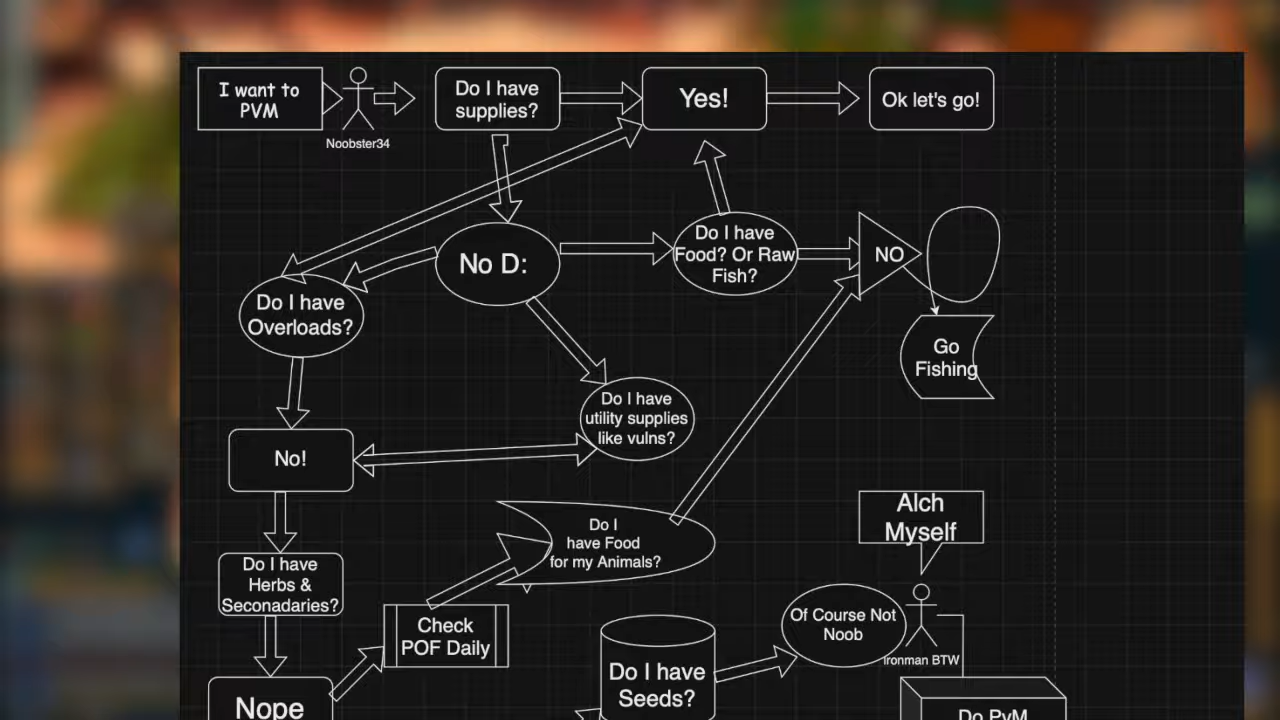 I want to
PVM
Noobster34
Do I have
supplies?
Yes!
Ok let's go!
No D:
Do I have
Food? Or Raw
Fish?
NO
Go
Fishing
Do I have
Overloads?
Do I have
utility supplies
like vulns?
No!
Do I have
Herbs &
Seconadaries?
Do I
have Food
for my Animals?
Check
POF Daily
Nope
Alch
Myself
Of Course Not
Noob
Ironman BTW
Do I have
Seeds?
Do PvM